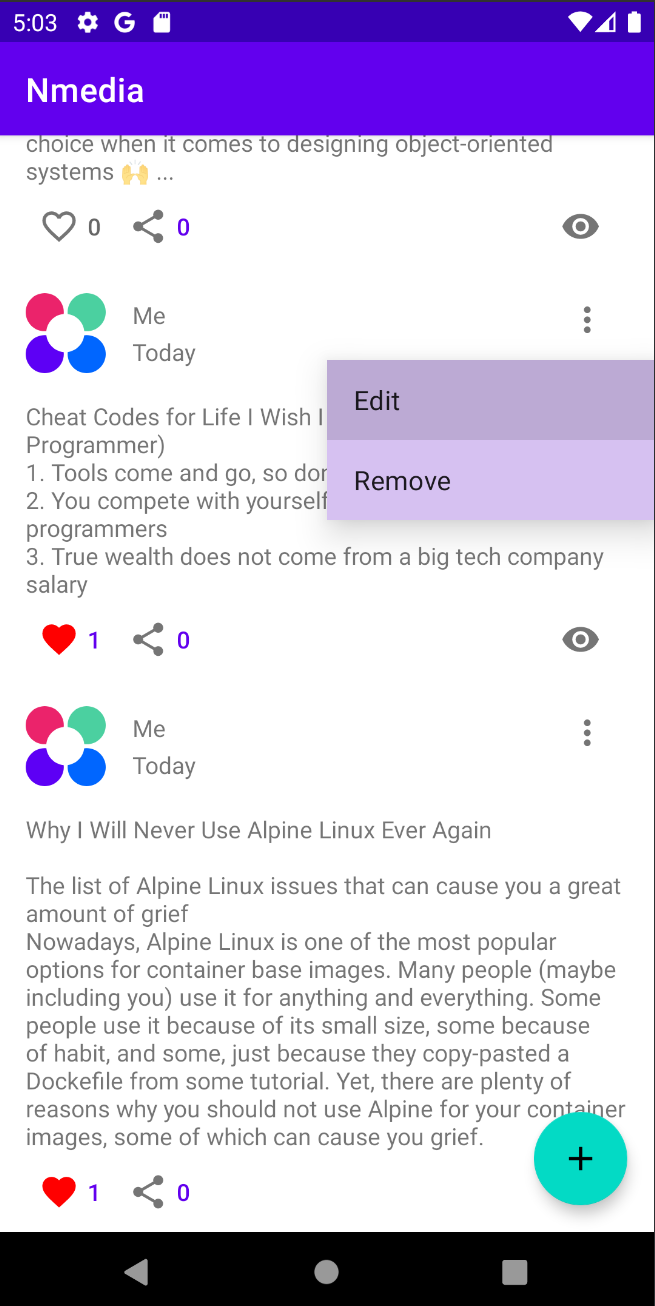 5:03
Nmedia
choice when it comes to designing object-oriented
systems 🙌 ...
0 0
Me
Today
Edit
Remove
Cheat Codes for Life I Wish I
Programmer)
1. Tools come and go, so don
2. You compete with yourself
programmers
3. True wealth does not come from a big tech company
salary
1 0
Me
Today
Why I Will Never Use Alpine Linux Ever Again
The list of Alpine Linux issues that can cause you a great
amount of grief
Nowadays, Alpine Linux is one of the most popular
options for container base images. Many people (maybe
including you) use it for anything and everything. Some
people use it because of its small size, some because
of habit, and some, just because they copy-pasted a
Dockefile from some tutorial. Yet, there are plenty of
reasons why you should not use Alpine for your container
images, some of which can cause you grief.
1 0